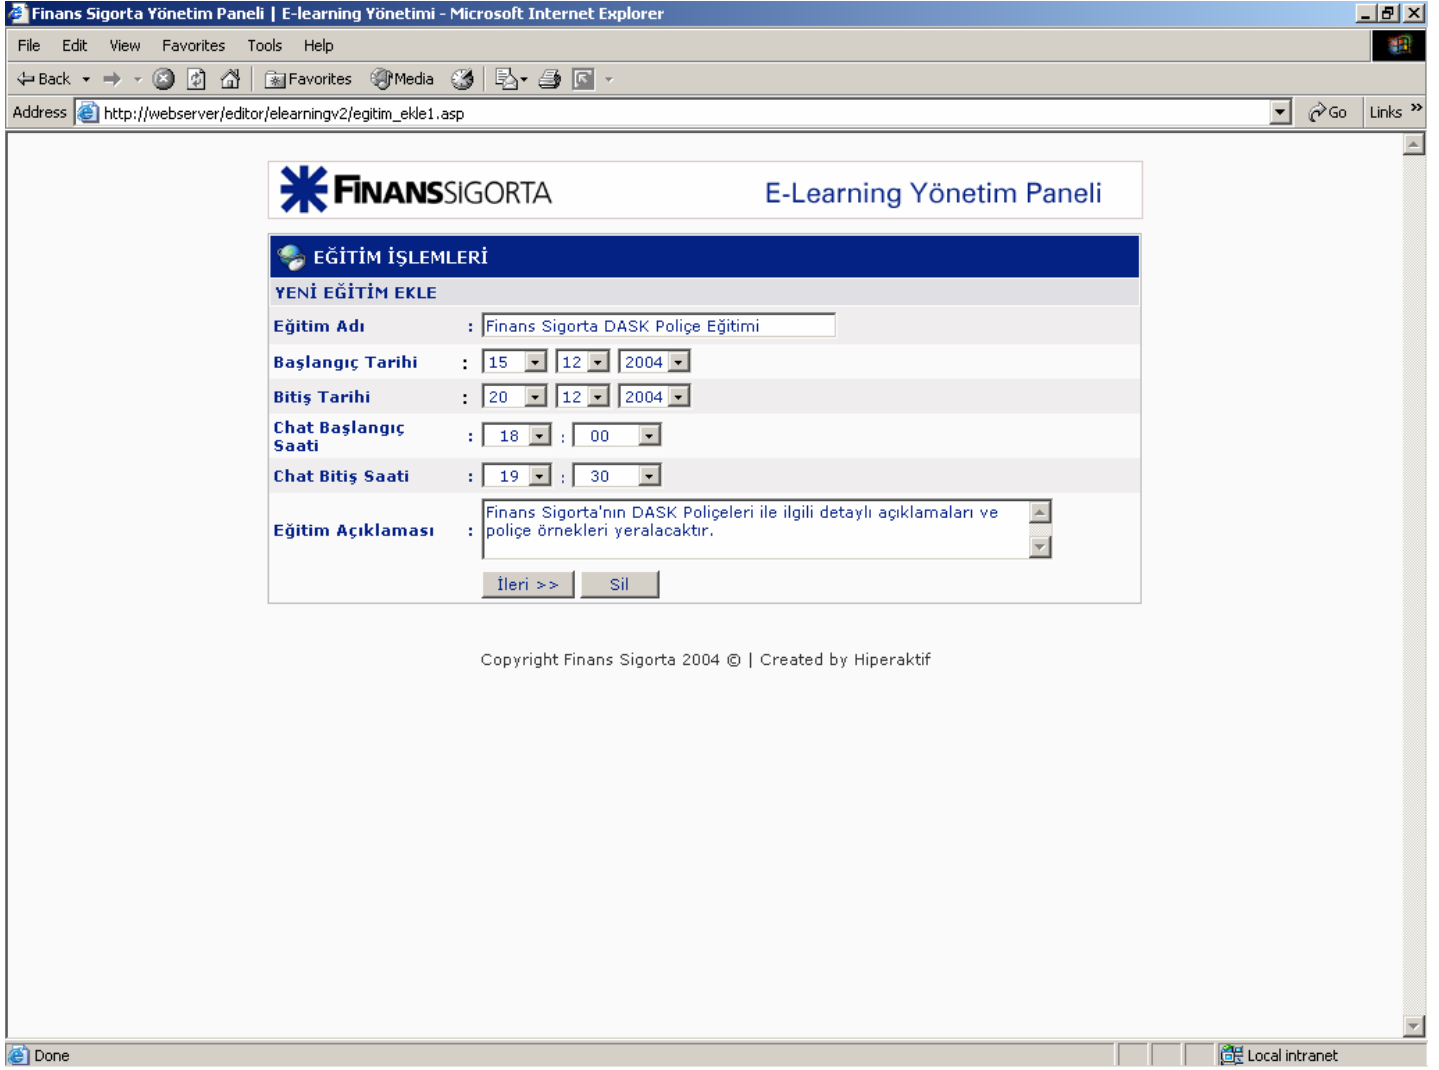 Finans Sigorta Yönetim Paneli | E-learning Yönetimi - Microsoft Internet Explorer
File Edit View Favorites Tools Help
Back Favorites Media
Address http://webserver/editor/elearningv2/egitim_ekle1.asp Go Links »
FINANSSİGORTA E-Learning Yönetim Paneli
EĞİTİM İŞLEMLERİ
YENİ EĞİTİM EKLE
Eğitim Adı : Finans Sigorta DASK Poliçe Eğitimi
Başlangıç Tarihi : 15 12 2004
Bitiş Tarihi : 20 12 2004
Chat Başlangıç
Saati : 18 : 00
Chat Bitiş Saati : 19 : 30
Eğitim Açıklaması : Finans Sigorta'nın DASK Poliçeleri ile ilgili detaylı açıklamaları ve
poliçe örnekleri yeralacaktır.
İleri >> Sil
Copyright Finans Sigorta 2004 © | Created by Hiperaktif
Done Local intranet